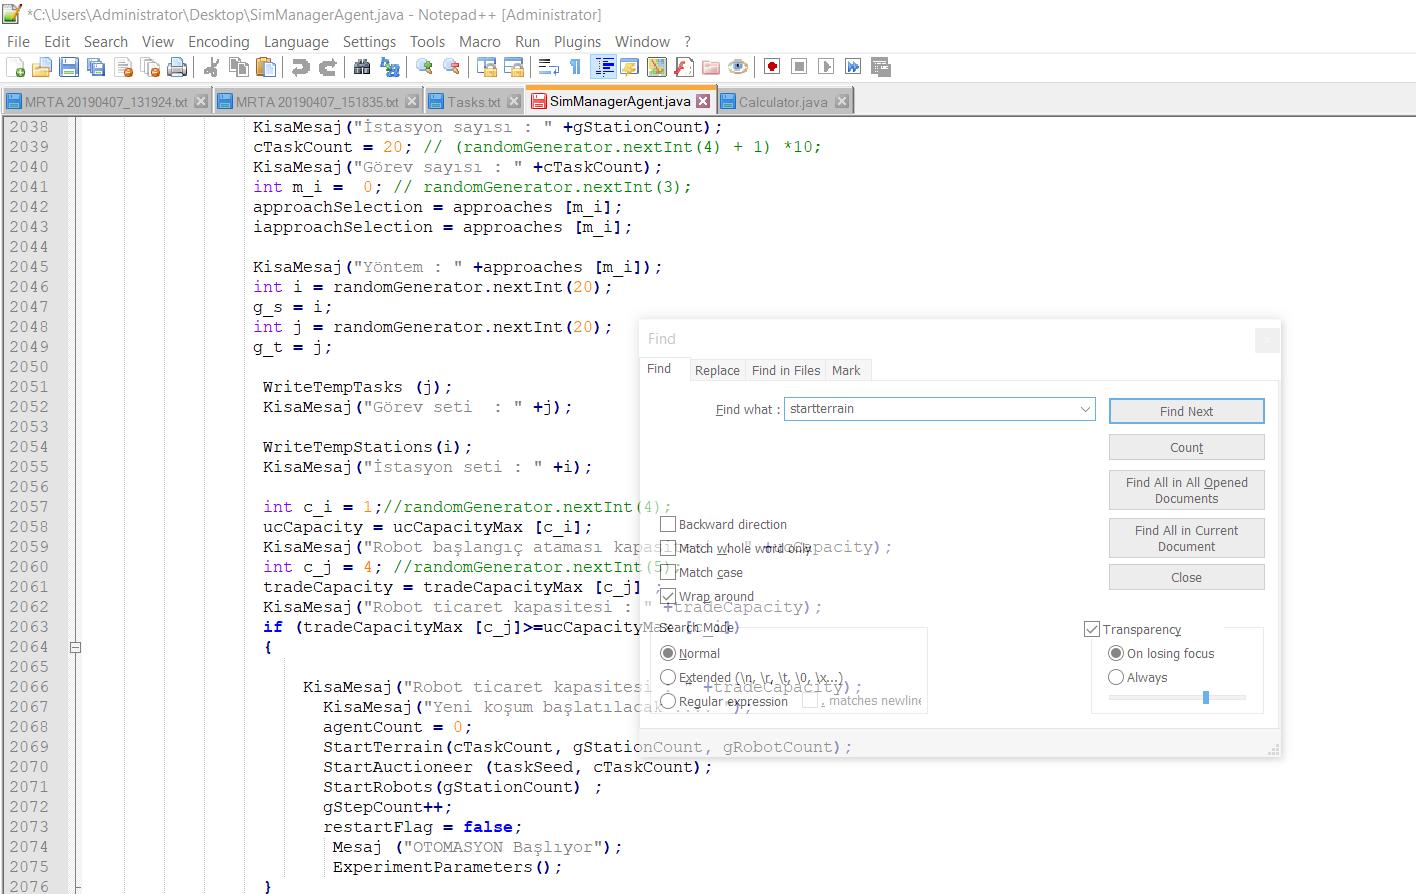 *C:\Users\Administrator\Desktop\SimManagerAgent.java - Notepad++ [Administrator]
File Edit Search View Encoding Language Settings Tools Macro Run Plugins Window ?
MRTA 20190407_131924.txt MRTA 20190407_151835.txt Tasks.txt SimManagerAgent.java Calculator.java
2038 KisaMesaj("İstasyon sayısı : " +gStationCount);
2039 cTaskCount = 20; // (randomGenerator.nextInt(4) + 1) *10;
2040 KisaMesaj("Görev sayısı : " +cTaskCount);
2041 int m_i =  0; // randomGenerator.nextInt(3);
2042 approachSelection = approaches [m_i];
2043 iapproachSelection = approaches [m_i];
2044
2045 KisaMesaj("Yöntem : " +approaches [m_i]);
2046 int i = randomGenerator.nextInt(20);
2047 g_s = i;
2048 int j = randomGenerator.nextInt(20);
2049 g_t = j;
2050
2051 WriteTempTasks (j);
2052 KisaMesaj("Görev seti  : " +j);
2053
2054 WriteTempStations(i);
2055 KisaMesaj("İstasyon seti : " +i);
2056
2057 int c_i = 1;//randomGenerator.nextInt(4);
2058 ucCapacity = ucCapacityMax [c_i];
2059 KisaMesaj("Robot başlangıç ataması : " +ucCapacity);
2060 int c_j = 4; //randomGenerator.nextInt(5);
2061 tradeCapacity = tradeCapacityMax [c_j] ;
2062 KisaMesaj("Robot ticaret kapasitesi : " +tradeCapacity);
2063 if (tradeCapacityMax [c_j]>=ucCapacityMax [c_i])
2064 {
2065
2066 KisaMesaj("Robot ticaret kapasitesi : " +tradeCapacity);
2067 KisaMesaj("Yeni koşum başlatılacak");
2068 agentCount = 0;
2069 StartTerrain(cTaskCount, gStationCount, gRobotCount);
2070 StartAuctioneer (taskSeed, cTaskCount);
2071 StartRobots(gStationCount) ;
2072 gStepCount++;
2073 restartFlag = false;
2074 Mesaj ("OTOMASYON Başlıyor");
2075 ExperimentParameters();
2076 }
Find
Find Replace Find in Files Mark
Find what : startterrain
Find Next
Count
Find All in All Opened
Documents
Find All in Current
Document
Close
Backward direction
Match whole word only
Match case
Wrap around
Search Mode
Normal
Extended (\n, \r, \t, \0, \x...)
Regular expression . matches newline
Transparency
On losing focus
Always